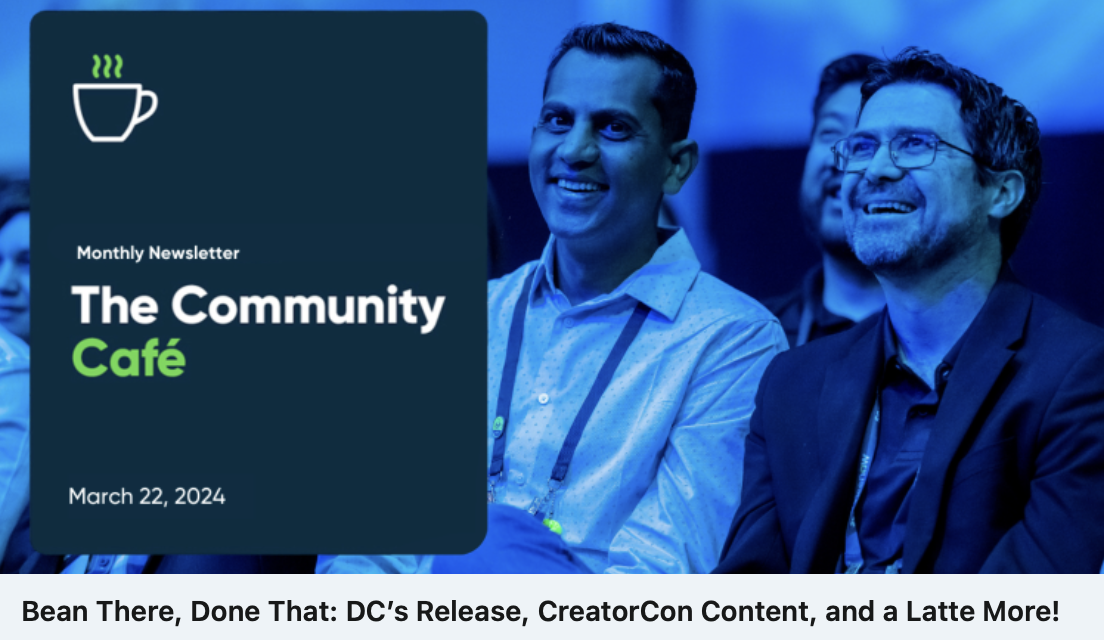 Monthly Newsletter
The Community
Café
March 22, 2024
Bean There, Done That: DC’s Release, CreatorCon Content, and a Latte More!